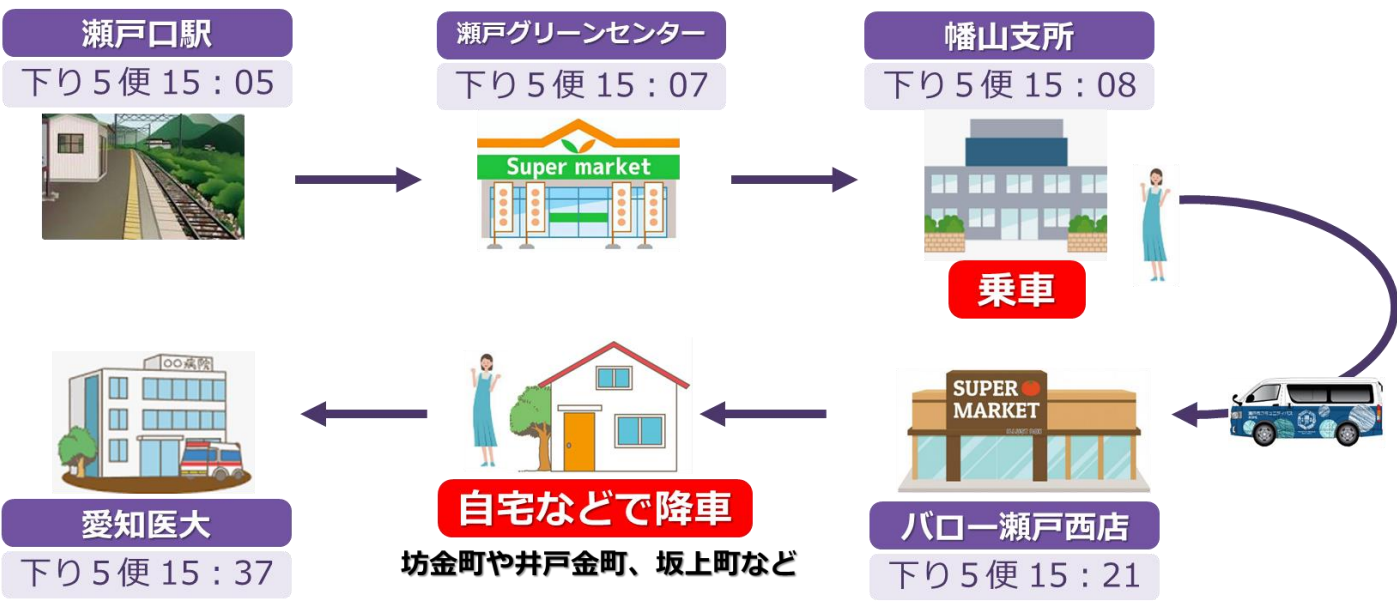 瀬戸口駅
下り5便 15：05
瀬戸グリーンセンター
下り5便 15：07
Super market
幡山支所
下り5便 15：08
乗車
SUPER
MARKET
バロー瀬戸西店
下り5便 15：21
自宅などで降車
坊金町や井戸金町、坂上町など
〇〇病院
愛知医大
下り5便 15：37